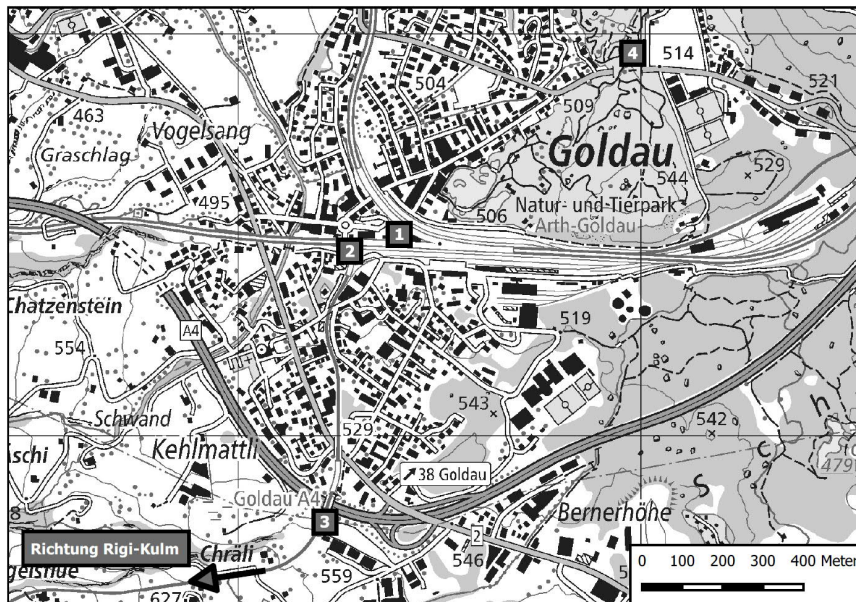 4
514
504
521
463
509
Vogelsang
Goldau
Graschlag
529
544
495
Natur- und Tierpark
506
1
Arth-Goldau
2
Chatzenstein
A4
519
554
543
542
Schwand
529
Kehlmattli
38 Goldau
479
Goldau A4
s c h
2
Bernerhöhe
3
Richtung Rigi-Kulm
Chräli
546
559
0 100 200 300 400 Meter
627